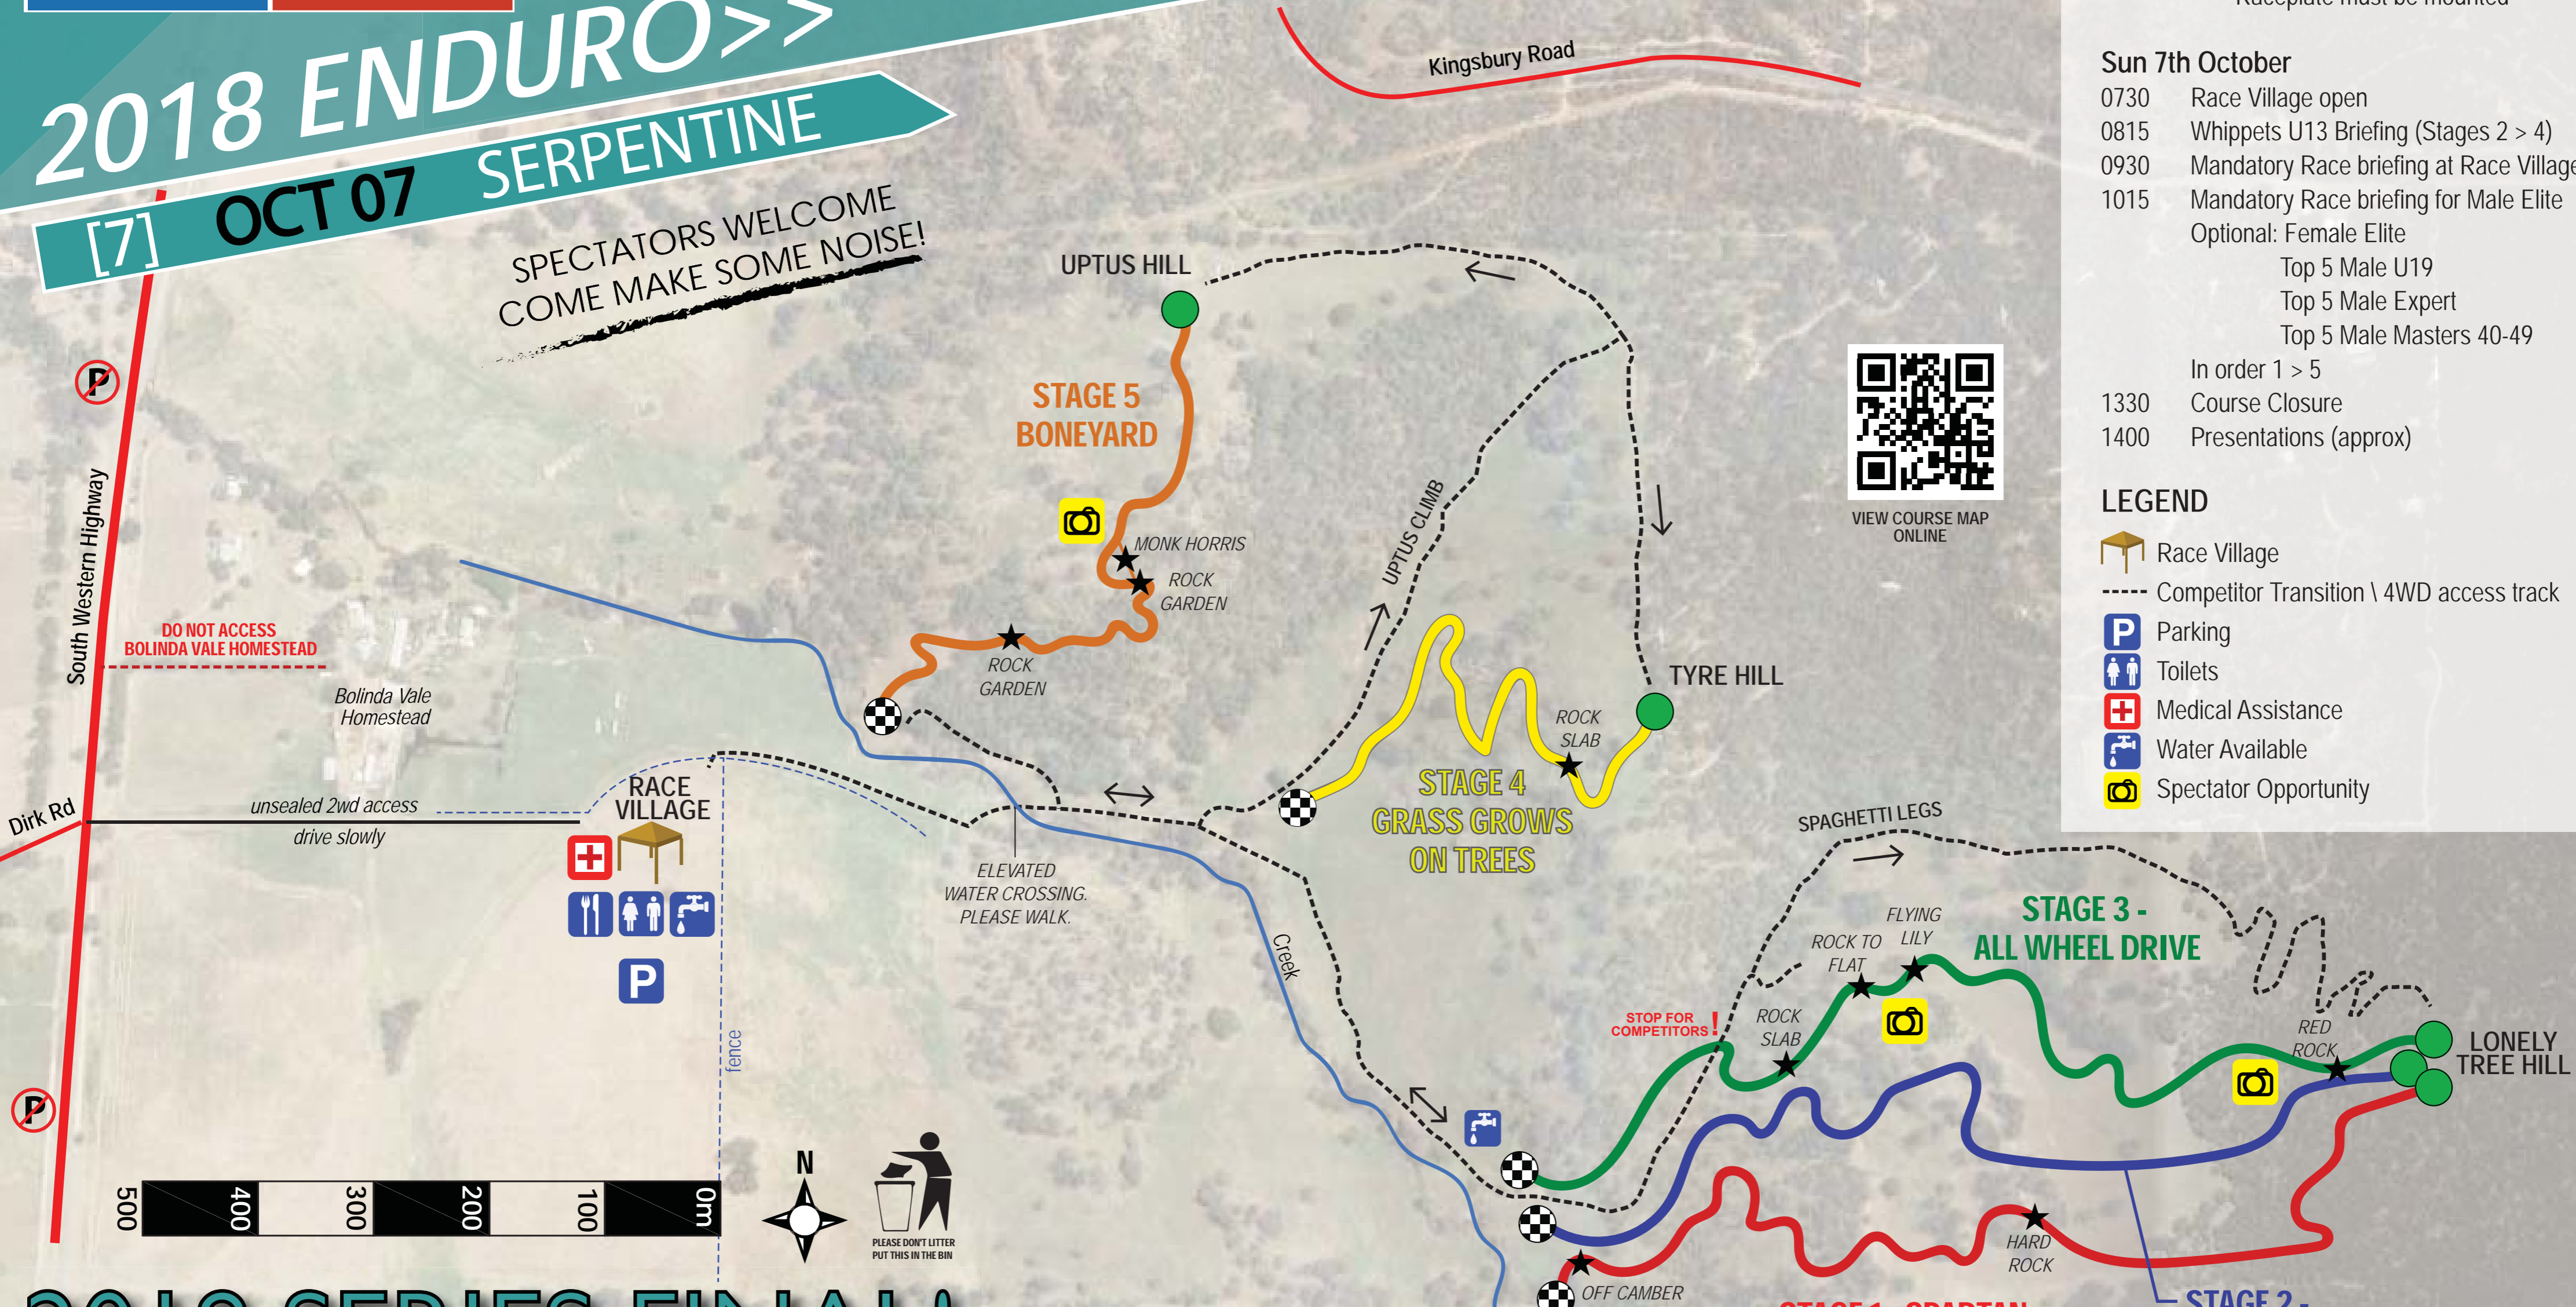 2018 ENDURO>>
[7] OCT 07 SERPENTINE
SPECTATORS WELCOME
COME MAKE SOME NOISE!
Kingsbury Road
must be mounted
Sun 7th October
0730 Race Village open
0815 Whippets U13 Briefing (Stages 2 > 4)
0930 Mandatory Race briefing at Race Village
1015 Mandatory Race briefing for Male Elite
Optional: Female Elite
Top 5 Male U19
Top 5 Male Expert
Top 5 Male Masters 40-49
In order 1 > 5
1330 Course Closure
1400 Presentations (approx)
LEGEND
Race Village
Competitor Transition \ 4WD access track
P Parking
Toilets
Medical Assistance
Water Available
Spectator Opportunity
VIEW COURSE MAP
ONLINE
UPTUS HILL
STAGE 5
BONEYARD
MONK HORRIS
ROCK
GARDEN
ROCK
GARDEN
UPTUS CLIMB
TYRE HILL
ROCK
SLAB
STAGE 4
GRASS GROWS
ON TREES
P
South Western Highway
DO NOT ACCESS
BOLINDA VALE HOMESTEAD
Bolinda Vale
Homestead
Dirk Rd
unsealed 2wd access
drive slowly
RACE
VILLAGE
P
fence
ELEVATED
WATER CROSSING.
PLEASE WALK.
Creek
SPAGHETTI LEGS
STAGE 3 -
ALL WHEEL DRIVE
FLYING
LILY
ROCK TO
FLAT
ROCK
SLAB
STOP FOR
COMPETITORS !
RED
ROCK
LONELY
TREE HILL
HARD
ROCK
OFF CAMBER
STAGE 1 - SPARTAN
STAGE 2 -
P
500 400 300 200 100 0m
N
PLEASE DON'T LITTER
PUT THIS IN THE BIN
2018 SERIES FINAL!